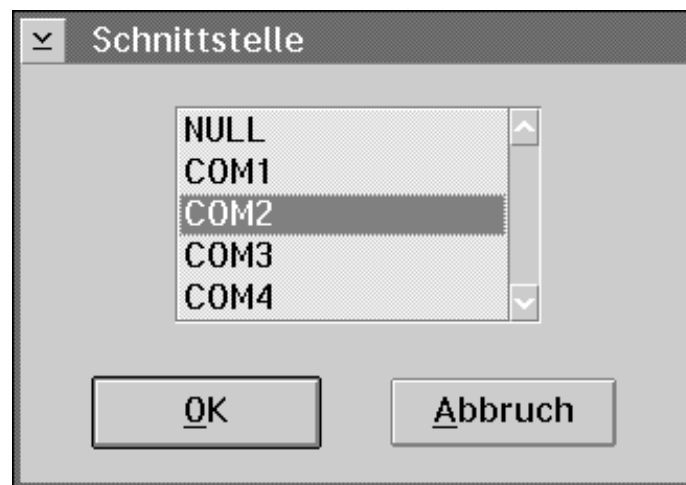 Schnittstelle
NULL
COM1
COM2
COM3
COM4
OK
Abbruch